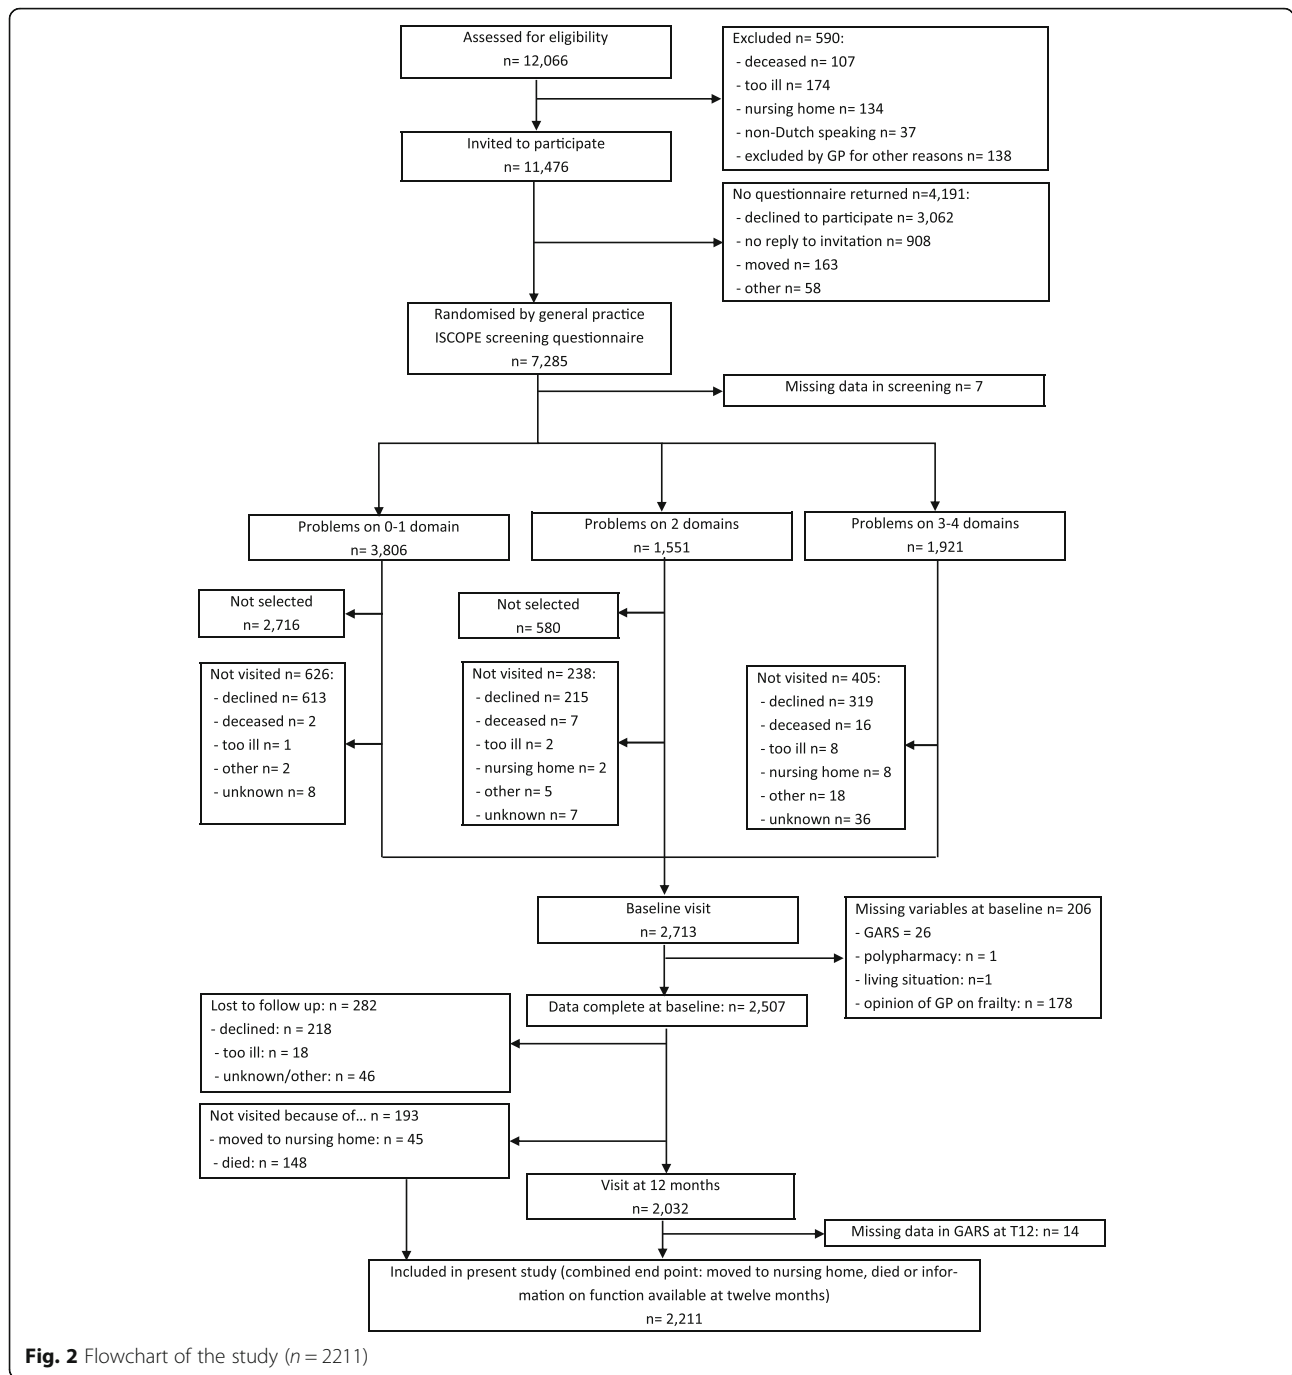 Assessed for eligibility
n= 12,066
Excluded n= 590:
- deceased n= 107
- too ill n= 174
- nursing home n= 134
- non-Dutch speaking n= 37
- excluded by GP for other reasons n= 138
Invited to participate
n= 11,476
No questionnaire returned n=4,191:
- declined to participate n= 3,062
- no reply to invitation n= 908
- moved n= 163
- other n= 58
Randomised by general practice
ISCOPE screening questionnaire
n= 7,285
Missing data in screening n= 7
Problems on 0-1 domain
n= 3,806
Problems on 2 domains
n= 1,551
Problems on 3-4 domains
n= 1,921
Not selected
n= 2,716
Not selected
n= 580
Not visited n= 626:
- declined n= 613
- deceased n= 2
- too ill n= 1
- other n= 2
- unknown n= 8
Not visited n= 238:
- declined n= 215
- deceased n= 7
- too ill n= 2
- nursing home n= 2
- other n= 5
- unknown n= 7
Not visited n= 405:
- declined n= 319
- deceased n= 16
- too ill n= 8
- nursing home n= 8
- other n= 18
- unknown n= 36
Baseline visit
n= 2,713
Missing variables at baseline n= 206
- GARS = 26
- polypharmacy: n = 1
- living situation: n=1
- opinion of GP on frailty: n = 178
Data complete at baseline: n= 2,507
Lost to follow up: n = 282
- declined: n = 218
- too ill: n = 18
- unknown/other: n = 46
Not visited because of... n = 193
- moved to nursing home: n = 45
- died: n = 148
Visit at 12 months
n= 2,032
Missing data in GARS at T12: n= 14
Included in present study (combined end point: moved to nursing home, died or infor-
mation on function available at twelve months)
n= 2,211
Fig. 2 Flowchart of the study (n = 2211)